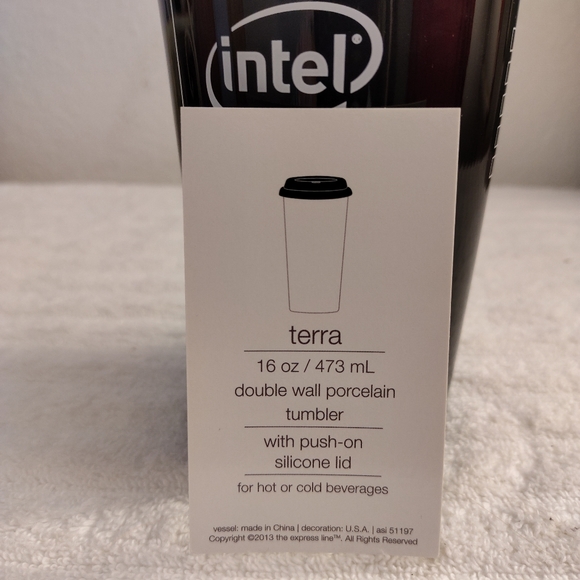 intel
terra
16 oz / 473 mL
double wall porcelain
tumbler
with push-on
silicone lid
for hot or cold beverages
vessel: made in China | decoration: U.S.A. | asi 51197
Copyright ©2013 the express line™. All Rights Reserved